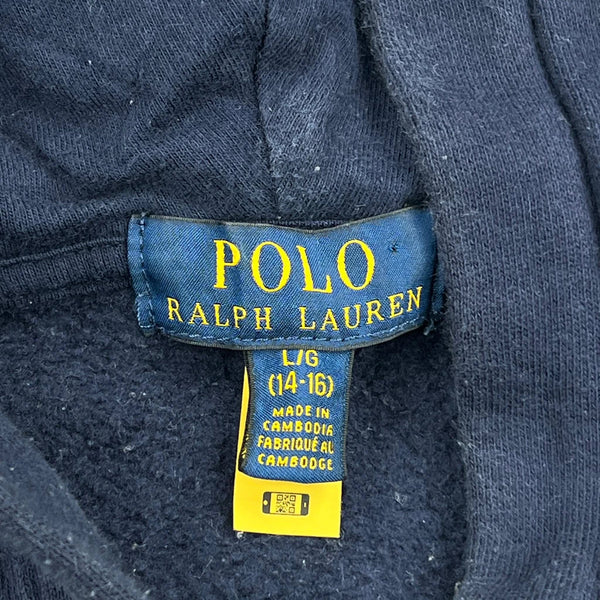 POLO
RALPH LAUREN
L/G
(14-16)
MADE IN
CAMBODIA
FABRIQUÉ AU
CAMBODGE